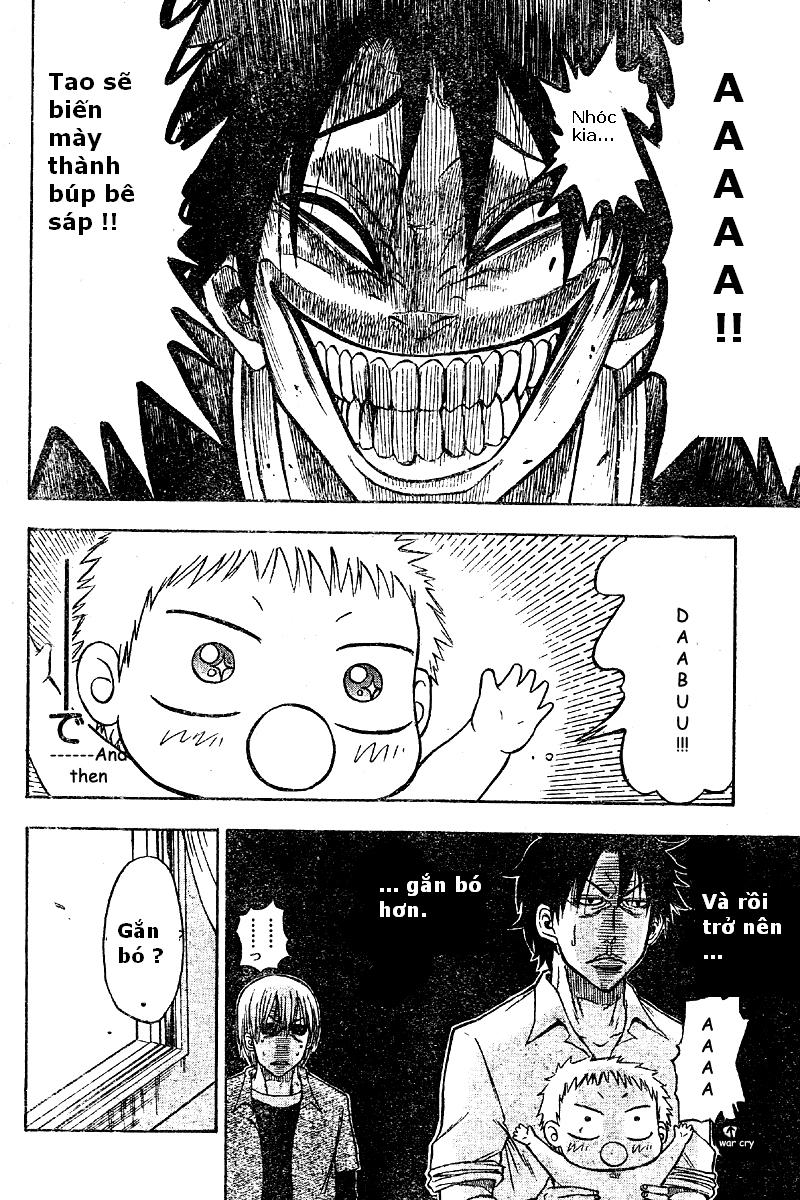 A
A
A
A
A
!!
Nhóc
kia...
Tao sẽ
biến
mày
thành
búp bê
sáp !!
D
A
A
B
U
U
!!!
で
------And
then
Và rồi
trở nên
...
... gắn bó
hơn.
A
A
A
A
war cry
っ
Gắn
bó ?